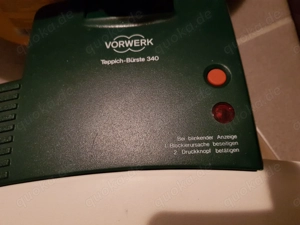 VORWERK
Teppich-Bürste 340
Bei blinkender Anzeige
1. Blockierursache beseitigen
2. Druckknopf betätigen